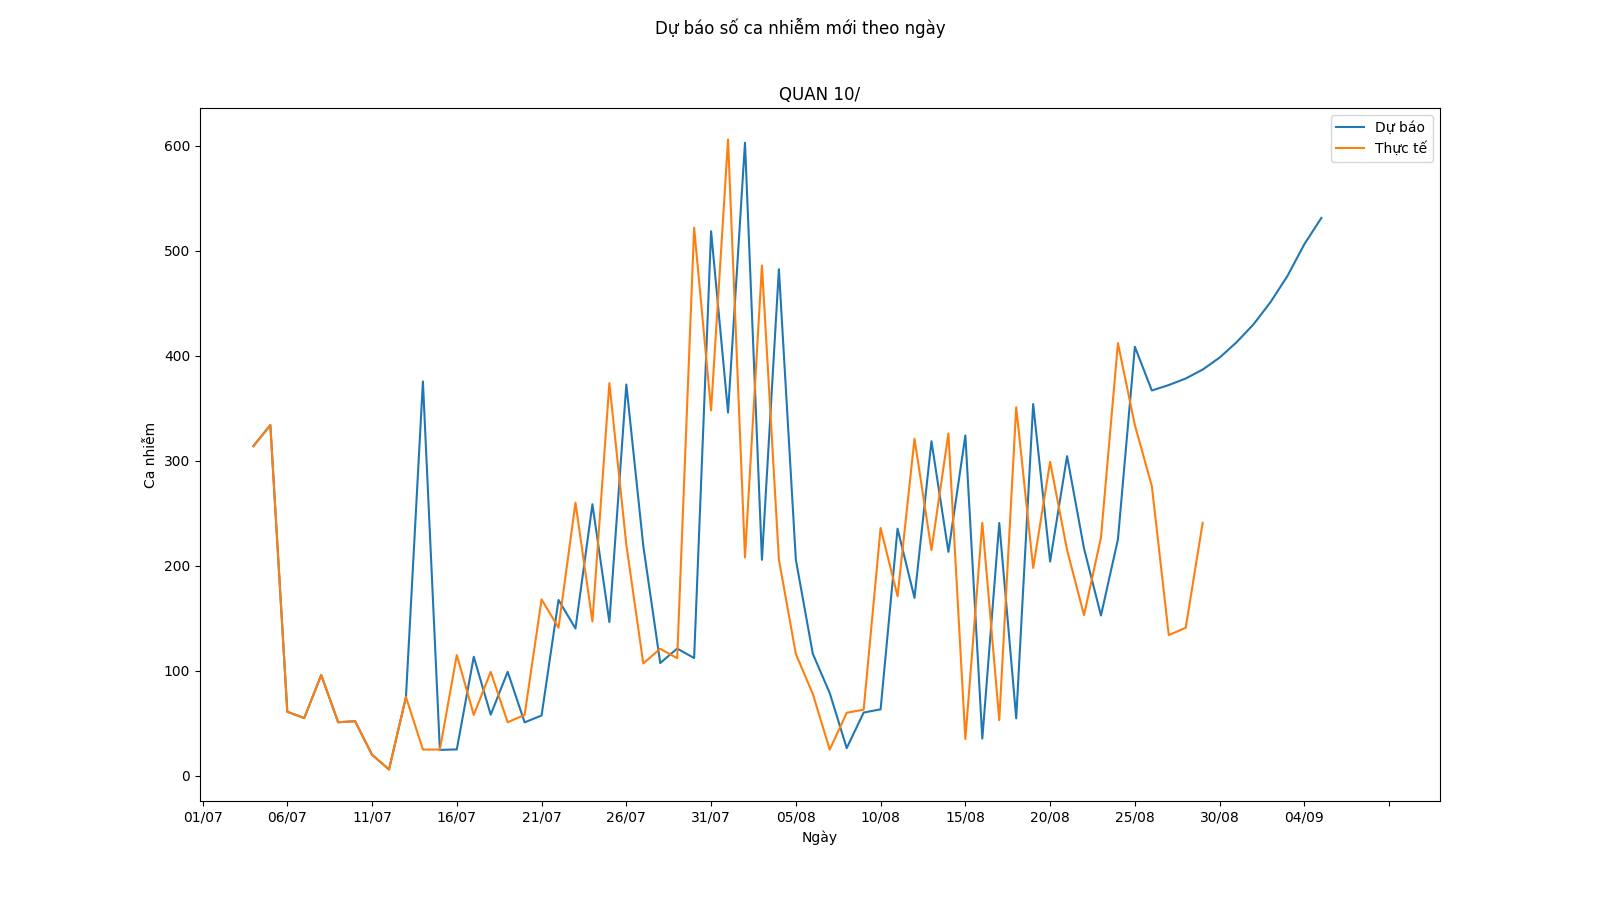 Dự báo số ca nhiễm mới theo ngày
QUAN 10/
Dự báo
Thực tế
600
500
400
300
200
100
0
Ca nhiễm
01/07 06/07 11/07 16/07 21/07 26/07 31/07 05/08 10/08 15/08 20/08 25/08 30/08 04/09
Ngày